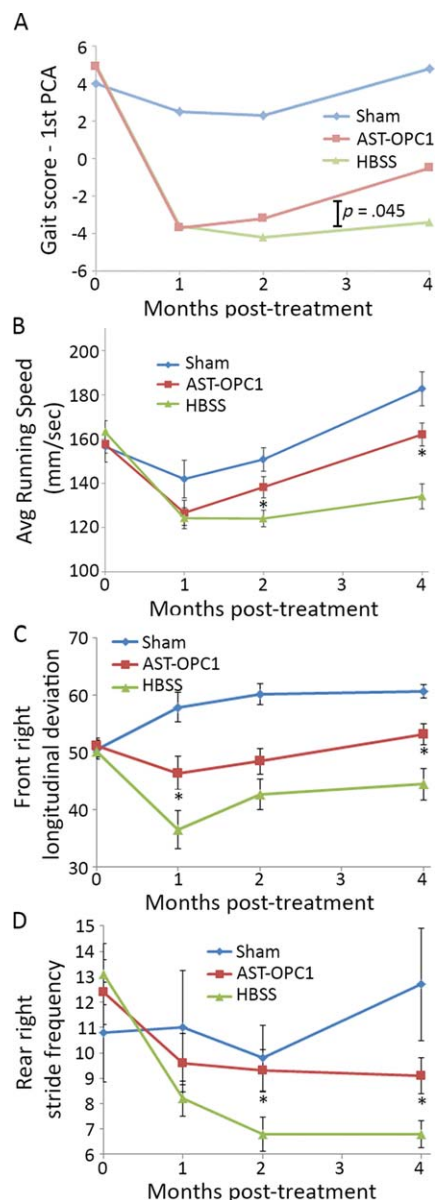 A
Gait score - 1st PCA
6
4
2
0
-2
-4
-6
Sham
AST-OPC1
HBSS
p = .045
0
1
2
3
4
Months post-treatment
B
Avg Running Speed
(mm/sec)
200
180
160
140
120
100
Sham
AST-OPC1
HBSS
*
*
0
1
2
3
4
Months post-treatment
C
Front right
longitudinal deviation
70
60
50
40
30
Sham
AST-OPC1
HBSS
*
*
0
1
2
3
4
Months post-treatment
D
Rear right
stride frequency
15
14
13
12
11
10
9
8
7
6
Sham
AST-OPC1
HBSS
*
*
0
1
2
3
4
Months post-treatment